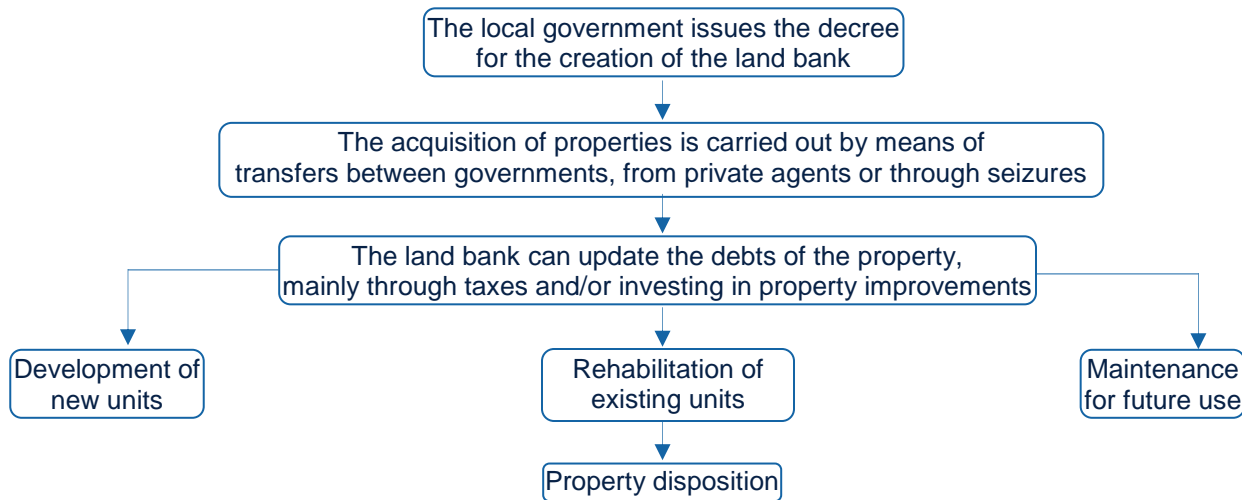 The local government issues the decree
for the creation of the land bank
The acquisition of properties is carried out by means of
transfers between governments, from private agents or through seizures
The land bank can update the debts of the property,
mainly through taxes and/or investing in property improvements
Development of
new units
Rehabilitation of
existing units
Maintenance
for future use
Property disposition